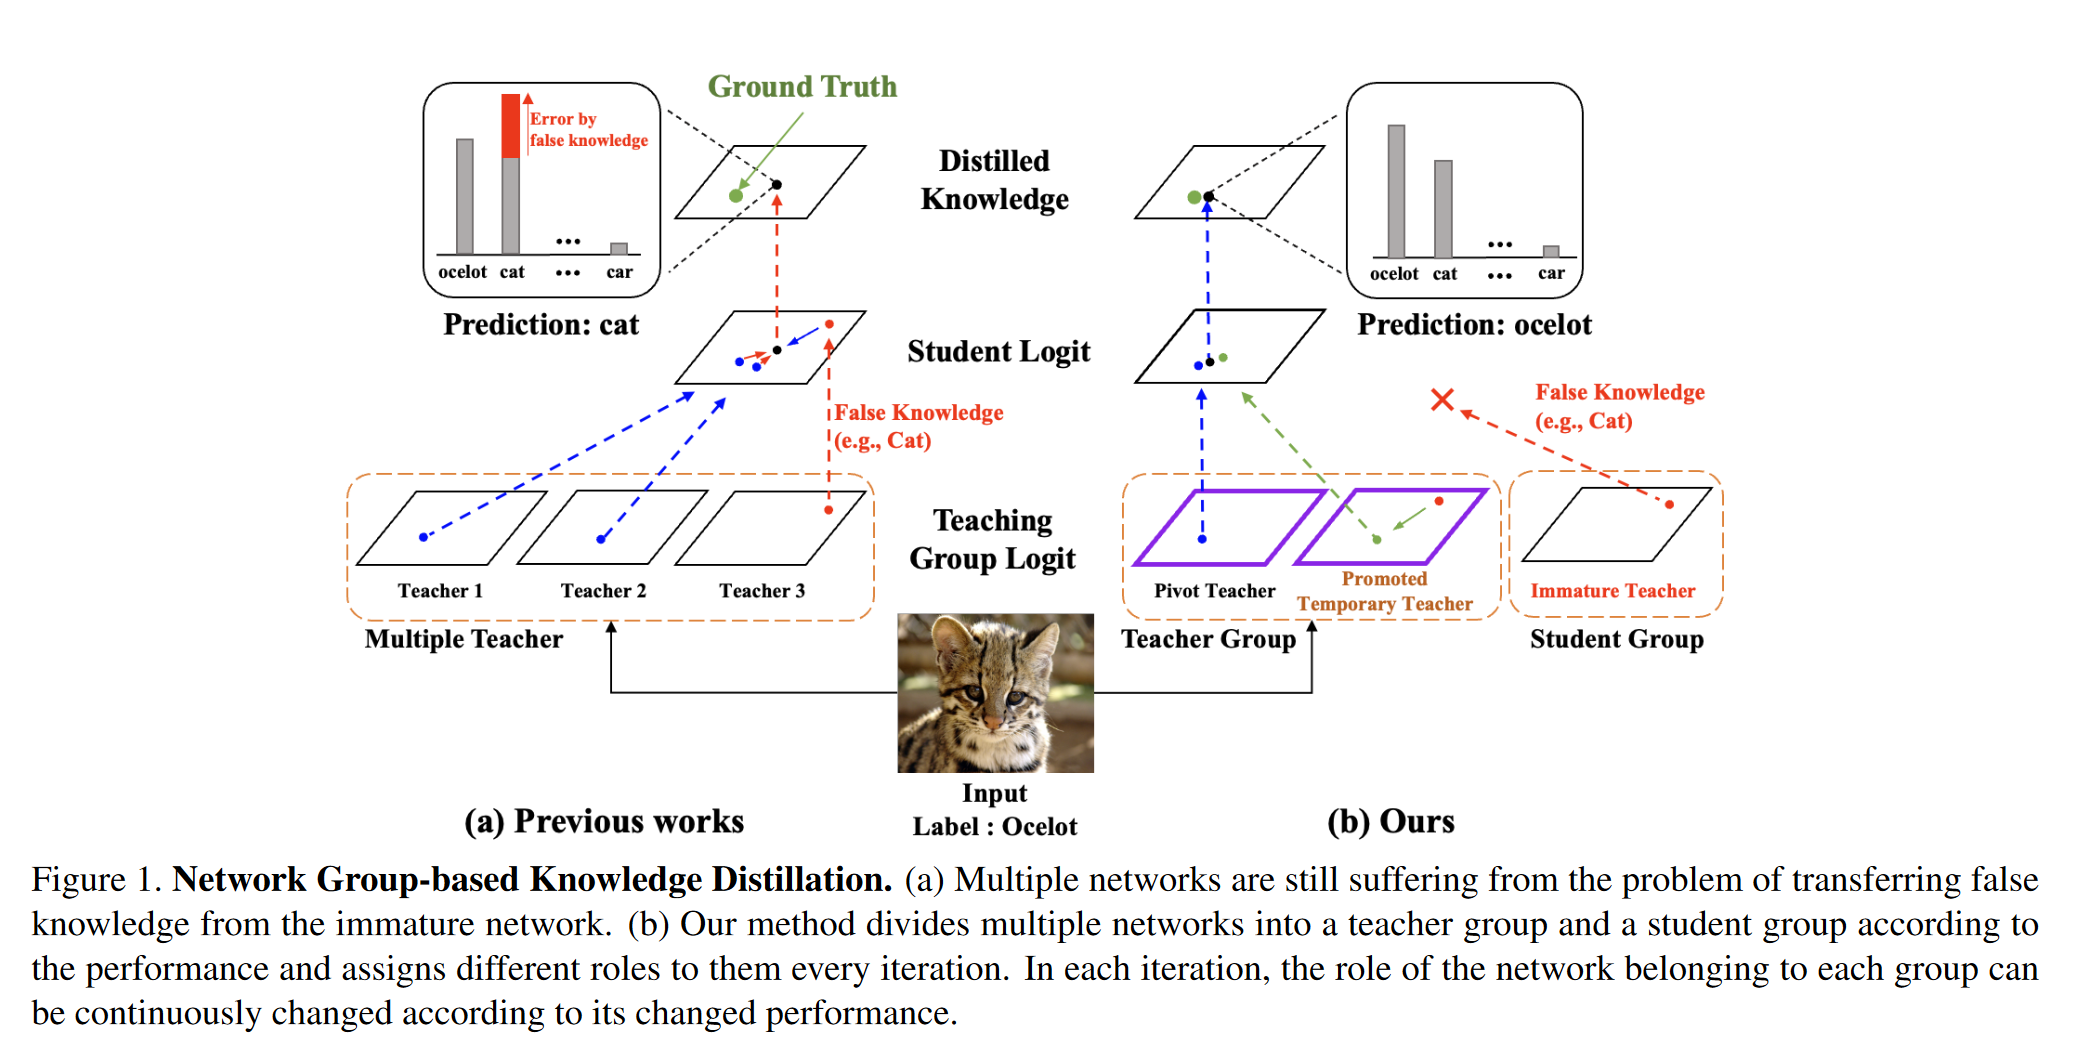 Ground Truth
Error by
false knowledge
ocelot cat ... car
Prediction: cat
Distilled
Knowledge
ocelot cat ... car
Prediction: ocelot
Student Logit
False Knowledge
(e.g., Cat)
False Knowledge
(e.g., Cat)
Teaching
Group Logit
Teacher 1
Teacher 2
Teacher 3
Multiple Teacher
Pivot Teacher
Promoted
Temporary Teacher
Immature Teacher
Teacher Group
Student Group
Input
Label : Ocelot
(a) Previous works
(b) Ours
Figure 1. Network Group-based Knowledge Distillation. (a) Multiple networks are still suffering from the problem of transferring false
knowledge from the immature network. (b) Our method divides multiple networks into a teacher group and a student group according to
the performance and assigns different roles to them every iteration. In each iteration, the role of the network belonging to each group can
be continuously changed according to its changed performance.